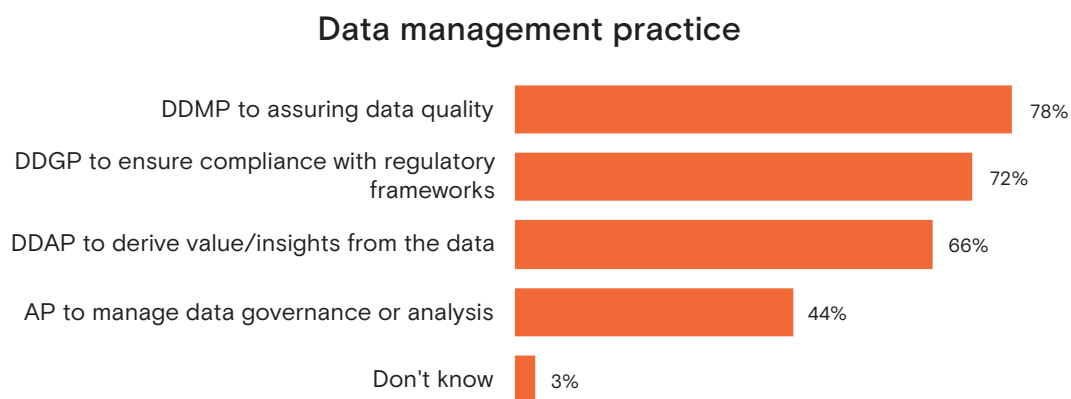 Data management practice
DDMP to assuring data quality
78%
DDGP to ensure compliance with regulatory
frameworks
72%
DDAP to derive value/insights from the data
66%
AP to manage data governance or analysis
44%
Don't know
3%